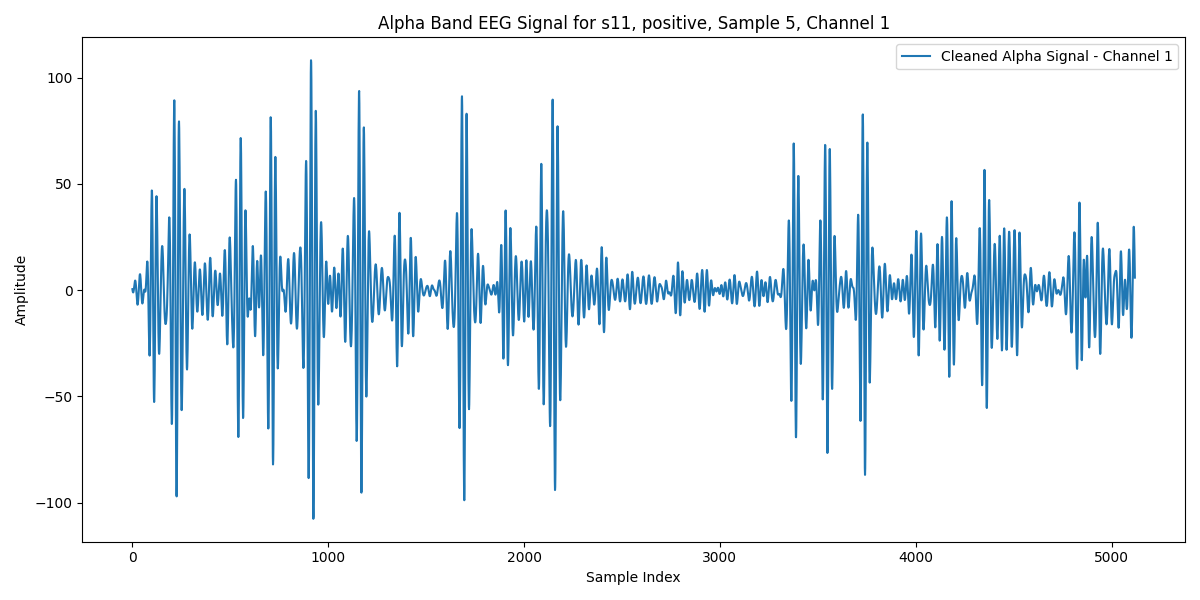 Alpha Band EEG Signal for s11, positive, Sample 5, Channel 1
Cleaned Alpha Signal - Channel 1
100
50
0
−50
−100
Amplitude
0 1000 2000 3000 4000 5000
Sample Index